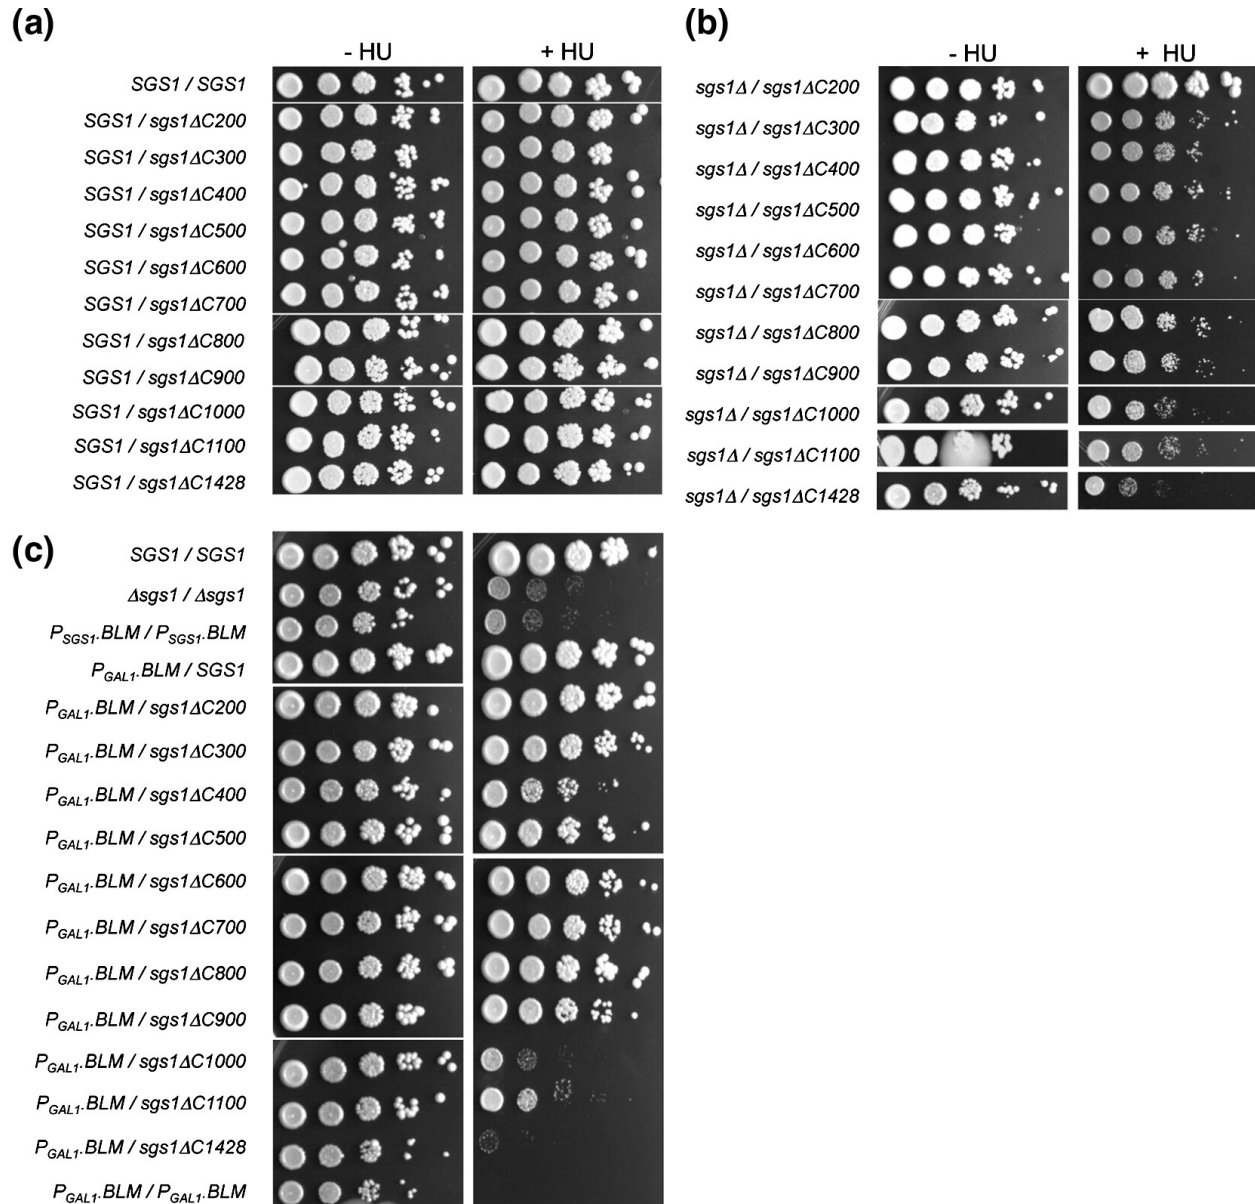 (a)
- HU + HU
SGS1 / SGS1
SGS1 / sgs1ΔC200
SGS1 / sgs1ΔC300
SGS1 / sgs1ΔC400
SGS1 / sgs1ΔC500
SGS1 / sgs1ΔC600
SGS1 / sgs1ΔC700
SGS1 / sgs1ΔC800
SGS1 / sgs1ΔC900
SGS1 / sgs1ΔC1000
SGS1 / sgs1ΔC1100
SGS1 / sgs1ΔC1428
(b)
- HU + HU
sgs1Δ / sgs1ΔC200
sgs1Δ / sgs1ΔC300
sgs1Δ / sgs1ΔC400
sgs1Δ / sgs1ΔC500
sgs1Δ / sgs1ΔC600
sgs1Δ / sgs1ΔC700
sgs1Δ / sgs1ΔC800
sgs1Δ / sgs1ΔC900
sgs1Δ / sgs1ΔC1000
sgs1Δ / sgs1ΔC1100
sgs1Δ / sgs1ΔC1428
(c)
SGS1 / SGS1
Δsgs1 / Δsgs1
PSGS1.BLM / PSGS1.BLM
PGAL1.BLM / SGS1
PGAL1.BLM / sgs1ΔC200
PGAL1.BLM / sgs1ΔC300
PGAL1.BLM / sgs1ΔC400
PGAL1.BLM / sgs1ΔC500
PGAL1.BLM / sgs1ΔC600
PGAL1.BLM / sgs1ΔC700
PGAL1.BLM / sgs1ΔC800
PGAL1.BLM / sgs1ΔC900
PGAL1.BLM / sgs1ΔC1000
PGAL1.BLM / sgs1ΔC1100
PGAL1.BLM / sgs1ΔC1428
PGAL1.BLM / PGAL1.BLM